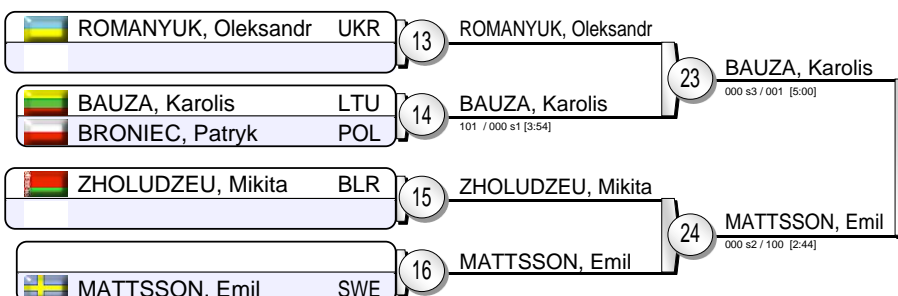 ROMANYUK, Oleksandr UKR
13
ROMANYUK, Oleksandr
23
BAUZA, Karolis
000 s3 / 001 [5:00]
BAUZA, Karolis LTU
BRONIEC, Patryk POL
14
BAUZA, Karolis
101 / 000 s1 [3:54]
ZHOLUDZEU, Mikita BLR
15
ZHOLUDZEU, Mikita
24
MATTSSON, Emil
000 s2 / 100 [2:44]
MATTSSON, Emil SWE
16
MATTSSON, Emil